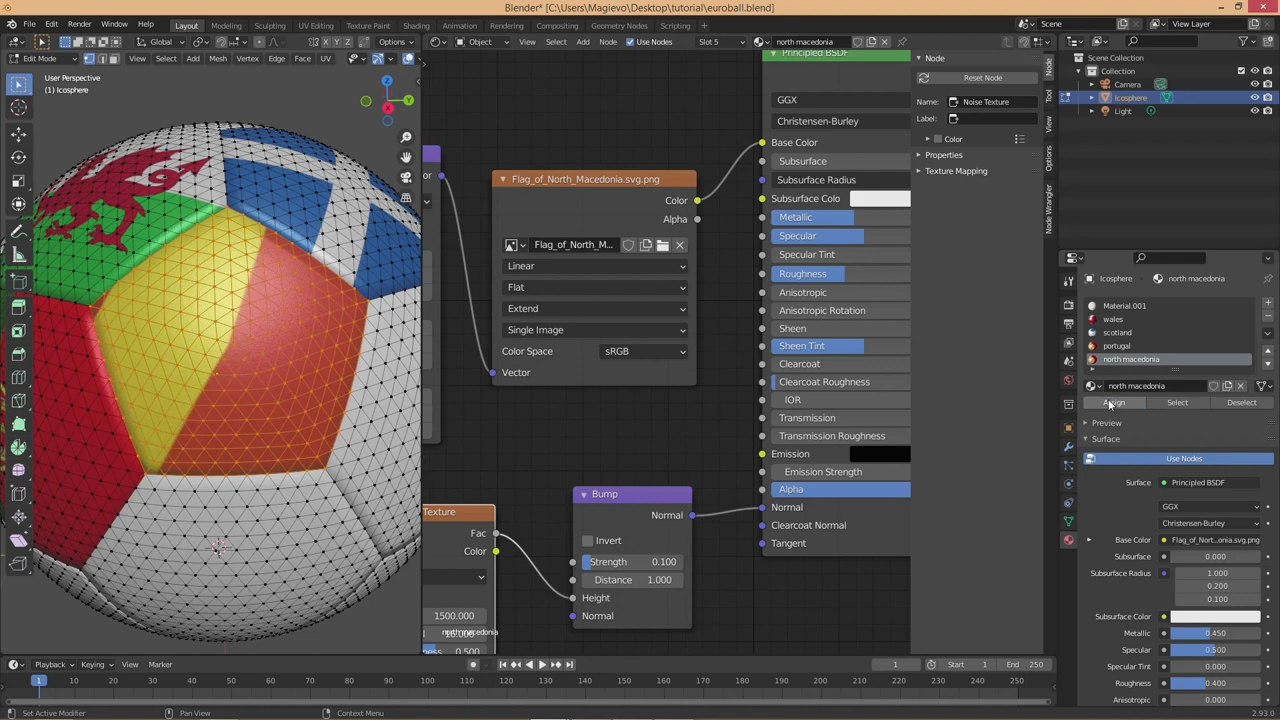 Blender* [C:\Users\Magievo\Desktop\tutorial\euroball.blend]
File Edit Render Window Help Layout Modeling Sculpting UV Editing Texture Paint Shading Animation Rendering Compositing Geometry Nodes Scripting Scene View Layer
Global Options Object View Select Add Node Use Nodes Slot 5 north macedonia
Edit Mode View Select Add Mesh Vertex Edge Face UV
User Perspective
(1) Icosphere
Z
Y
X
Principled BSDF
GGX
Christensen-Burley
Base Color
Subsurface
Subsurface Radius
Subsurface Colo
Metallic
Specular
Specular Tint
Roughness
Anisotropic
Anisotropic Rotation
Sheen
Sheen Tint
Clearcoat
Clearcoat Roughness
IOR
Transmission
Transmission Roughness
Emission
Emission Strength
Alpha
Normal
Clearcoat Normal
Tangent
or
Flag_of_North_Macedonia.svg.png
Color
Alpha
Flag_of_North_M...
Linear
Flat
Extend
Single Image
Color Space sRGB
Vector
Texture
Fac
Color
1500.000
north macedonia
0.500
Bump
Normal
Invert
Strength 0.100
Distance 1.000
Height
Normal
Node
Reset Node
Name: Noise Texture
Label:
Color
Properties
Texture Mapping
Node
Tool
View
Options
Node Wrangler
Scene Collection
Collection
Camera
Icosphere
Light
Icosphere north macedonia
Material.001
wales
scotland
portugal
north macedonia
north macedonia
Assign Select Deselect
Preview
Surface
Use Nodes
Surface Principled BSDF
GGX
Christensen-Burley
Base Color Flag_of_Nort...onia.svg.png
Subsurface 0.000
Subsurface Radius 1.000
0.200
0.100
Subsurface Color
Metallic 0.450
Specular 0.500
Specular Tint 0.000
Roughness 0.400
Anisotropic 0.000
Playback Keying View Marker 1 Start 1 End 250
1 10 20 30 40 50 60 70 80 90 100 110 120 130 140 150 160 170 180 190 200 210 220 230 240 250
Set Active Modifier Pan View Context Menu 2.93.0